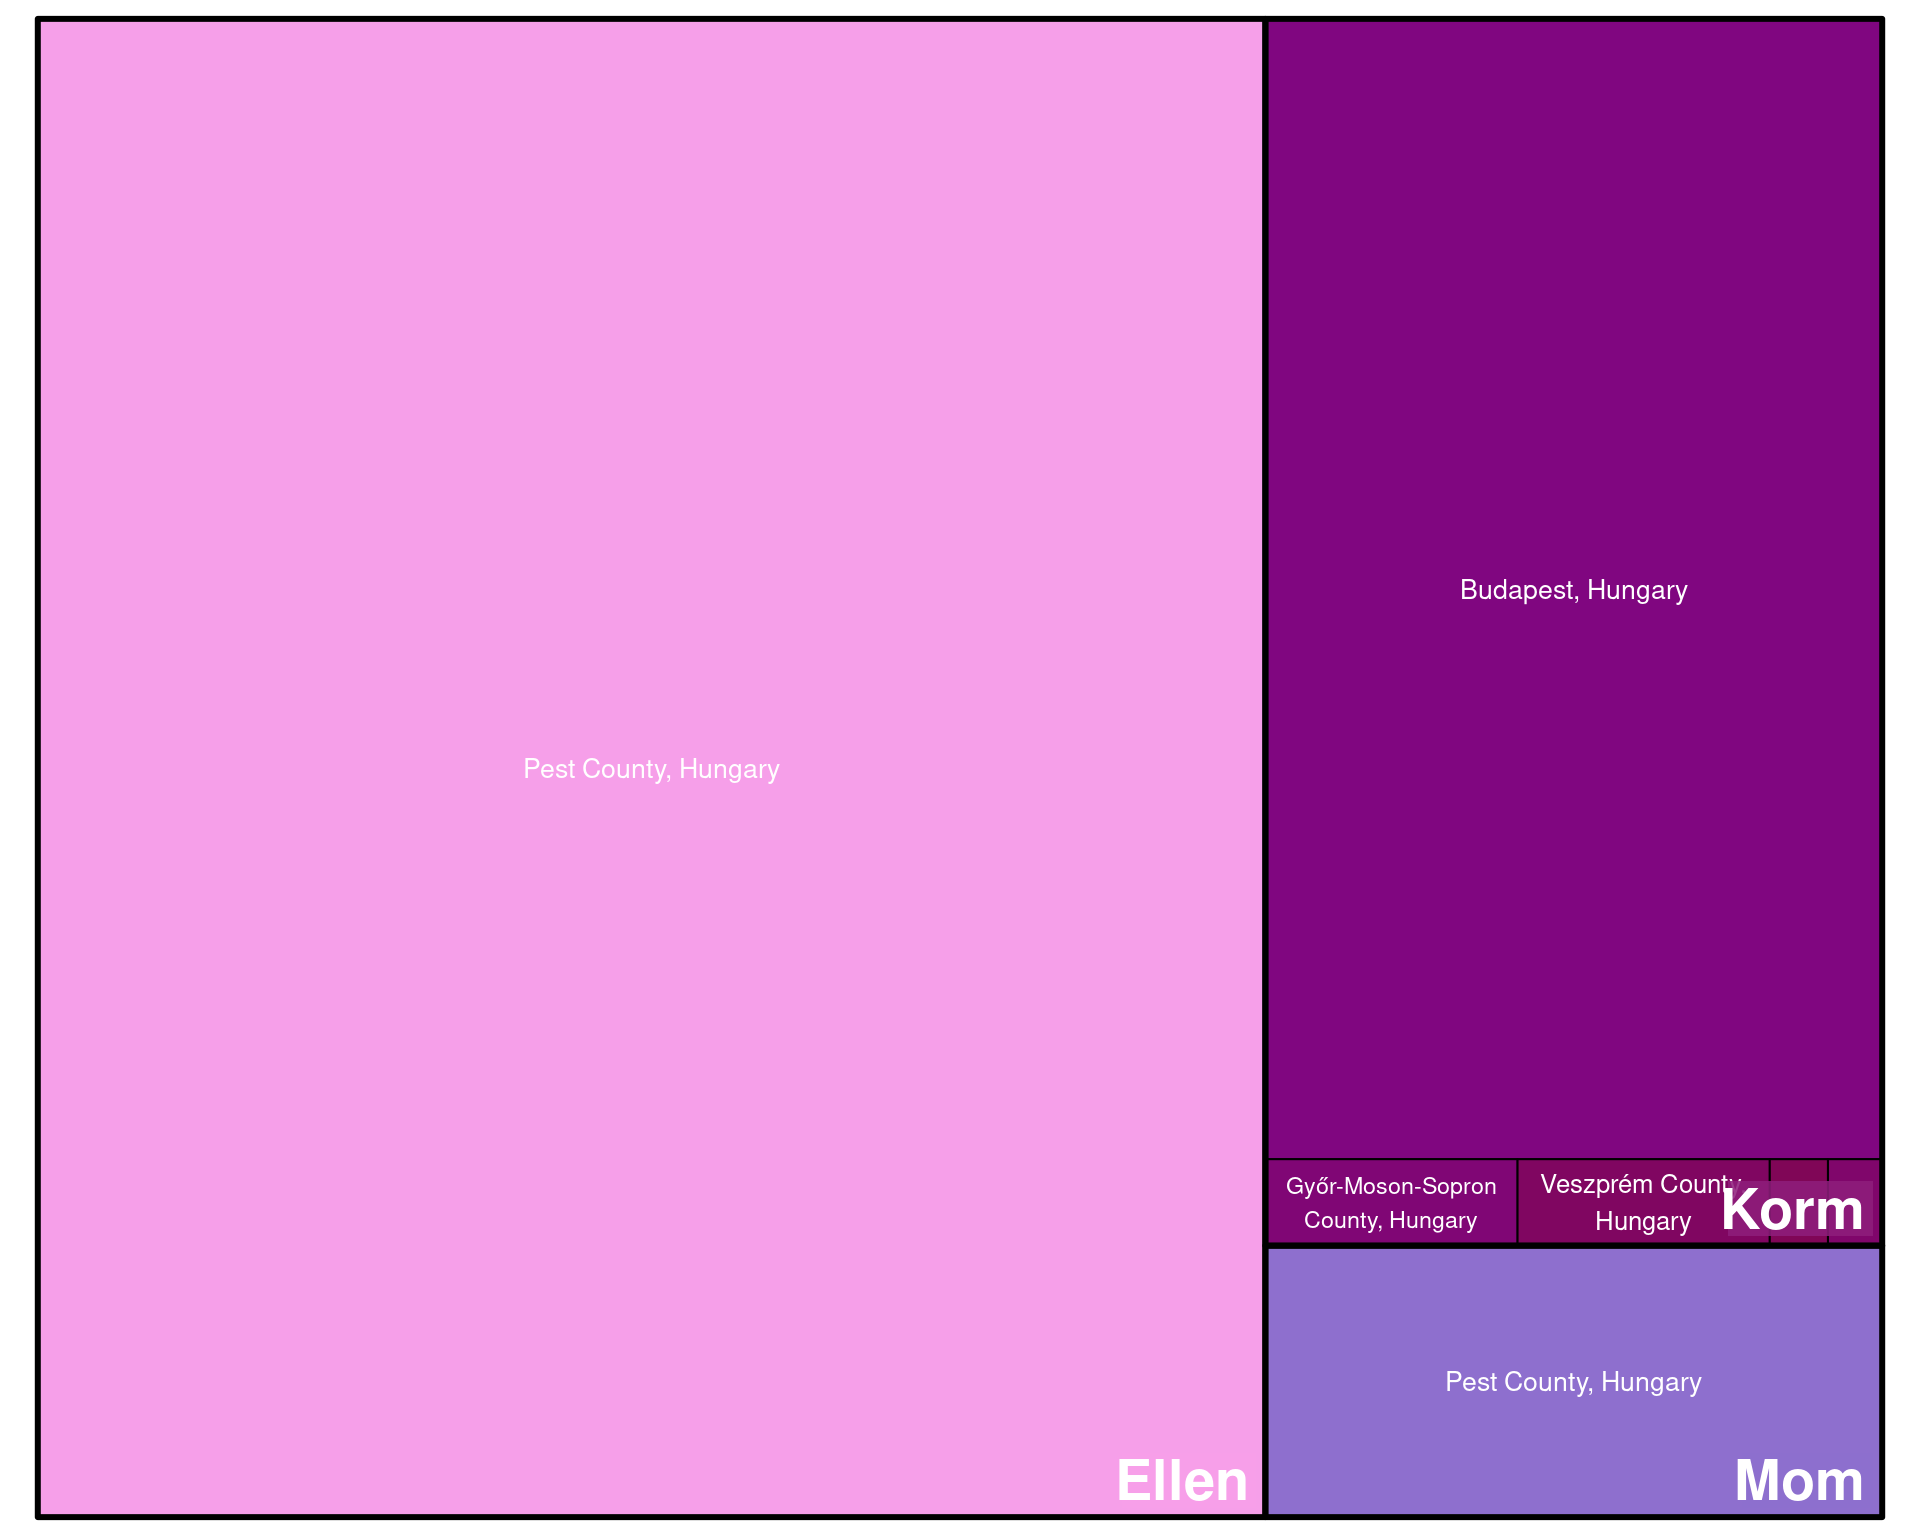 Pest County, Hungary
Ellen
Budapest, Hungary
Győr-Moson-Sopron
County, Hungary
Veszprém County
Hungary
Korm
Pest County, Hungary
Mom